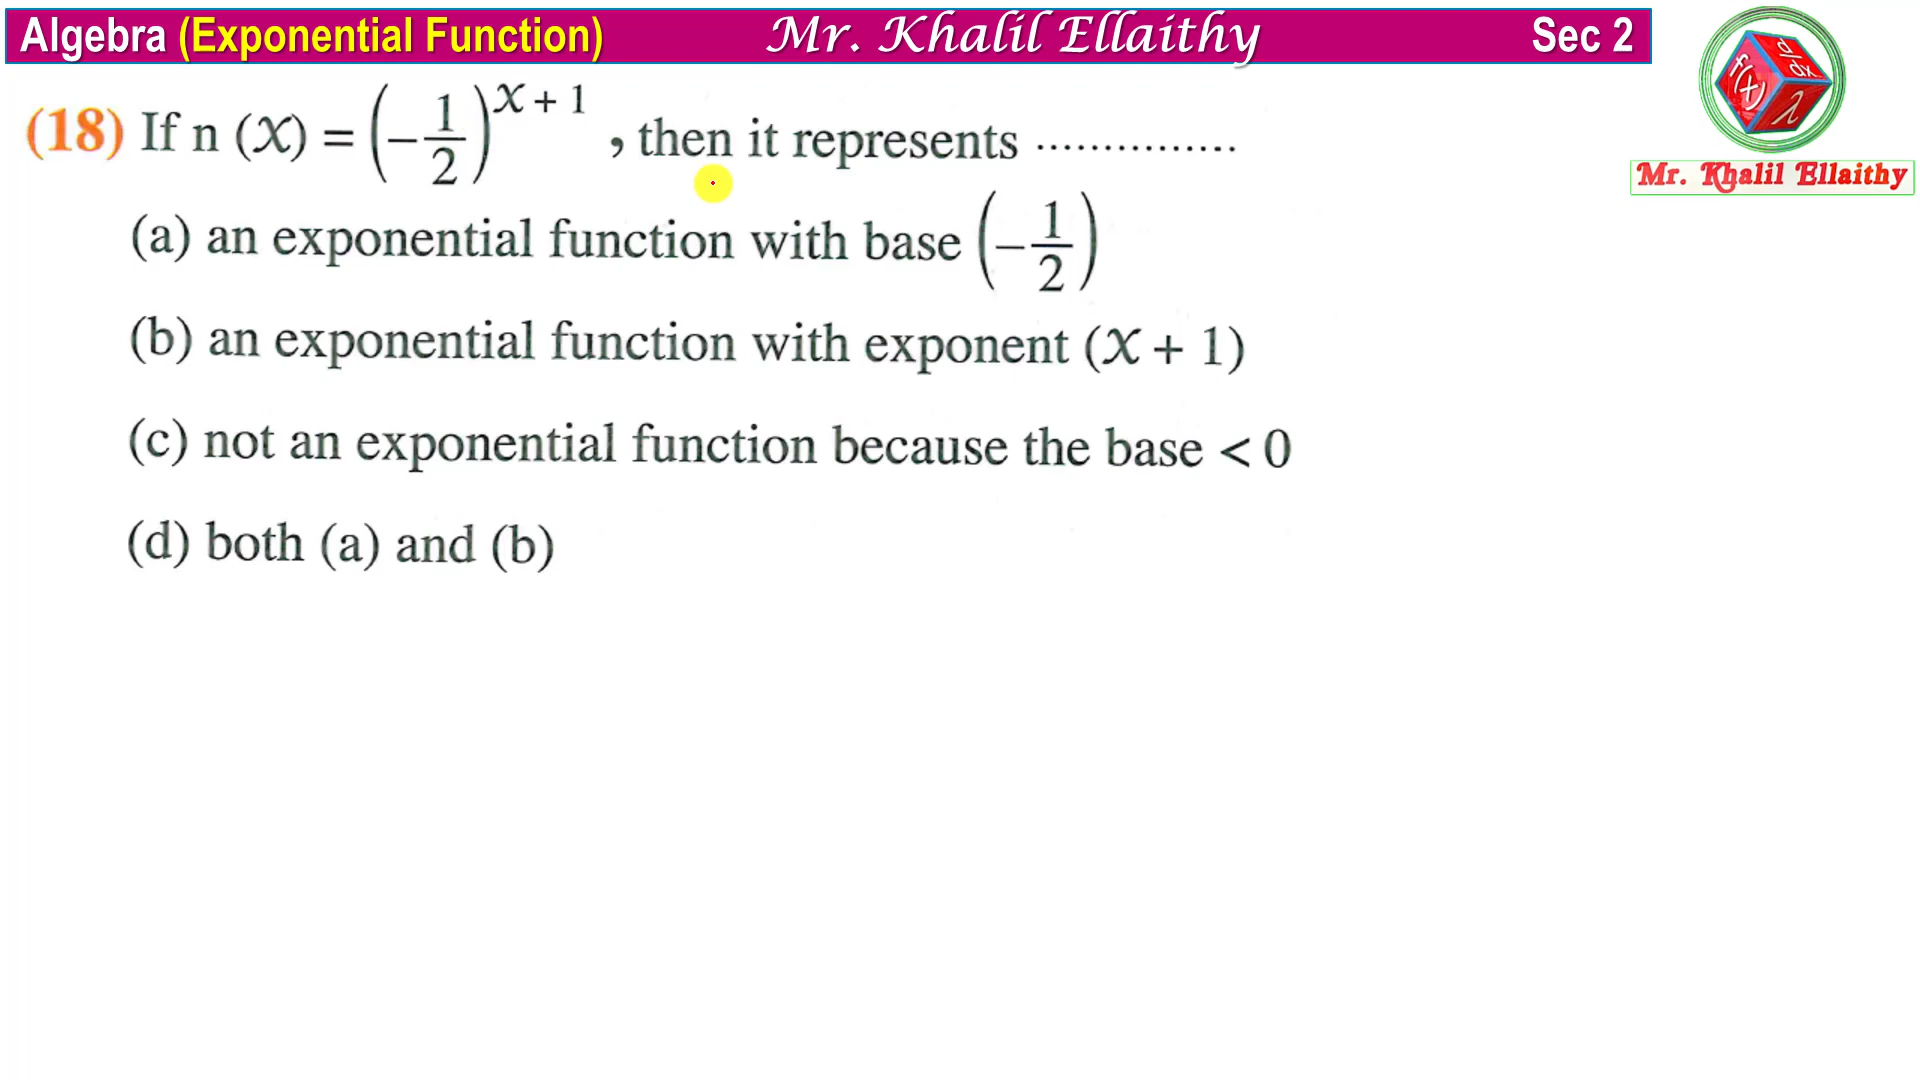 Algebra (Exponential Function) Mr. Khalil Ellaithy Sec 2
f(x) d/dx λ
Mr. Khalil Ellaithy
(18) If n (X) = (−1/2)^(X + 1) , then it represents ...............
(a) an exponential function with base (−1/2)
(b) an exponential function with exponent (X + 1)
(c) not an exponential function because the base < 0
(d) both (a) and (b)